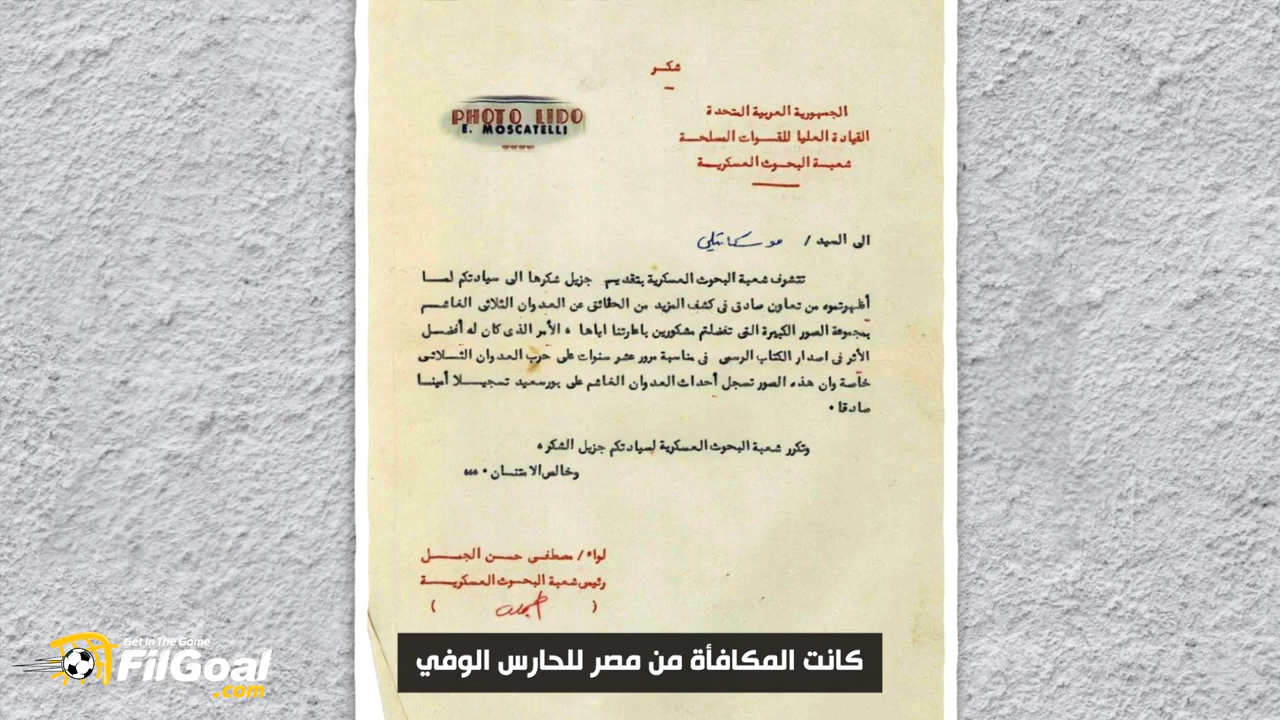 شكر
PHOTO LIDO
E. MOSCATELLI
الجمهورية العربية المتحدة
القيادة العليا للقوات المسلحة
شعبة البحوث العسكرية
الى السيد / موسكاتللي
تتشرف شعبة البحوث العسكرية بتقديم جزيل شكرها الى سيادتكم لما
أظهرتموه من تعاون صادق فى كشف المزيد من الحقائق عن العدوان الثلاثى الغاشم
بمجموعة الصور الكبيرة التى تفضلتم مشكورين باعارتنا اياها ، الأمر الذى كان له أفضل
الأثر فى اصدار الكتاب الرسمى فى مناسبة مرور عشر سنوات على حرب العدوان الثلاثى
خاصة وان هذه الصور تسجل أحداث العدوان الغاشم على بورسعيد تسجيلا أمينا
صادقا .
وتكرر شعبة البحوث العسكرية لسيادتكم جزيل الشكر ،
وخالص الامتنان . ،،،
لواء / مصطفى حسن الجمل
رئيس شعبة البحوث العسكرية
( )
كانت المكافأة من مصر للحارس الوفي
Get In The Game
FilGoal
.com